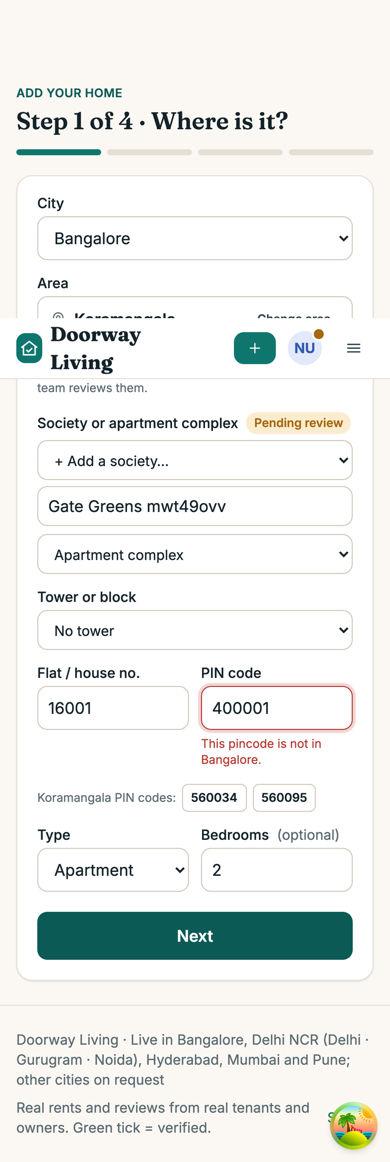 ADD YOUR HOME
Step 1 of 4 · Where is it?
City
Bangalore
Area
Koramangala Change area
Doorway
Living
+
NU
team reviews them.
Society or apartment complex Pending review
+ Add a society...
Gate Greens mwt49ovv
Apartment complex
Tower or block
No tower
Flat / house no. PIN code
16001 400001
This pincode is not in
Bangalore.
Koramangala PIN codes: 560034 560095
Type Bedrooms (optional)
Apartment 2
Next
Doorway Living · Live in Bangalore, Delhi NCR (Delhi ·
Gurugram · Noida), Hyderabad, Mumbai and Pune;
other cities on request
Real rents and reviews from real tenants and
owners. Green tick = verified.